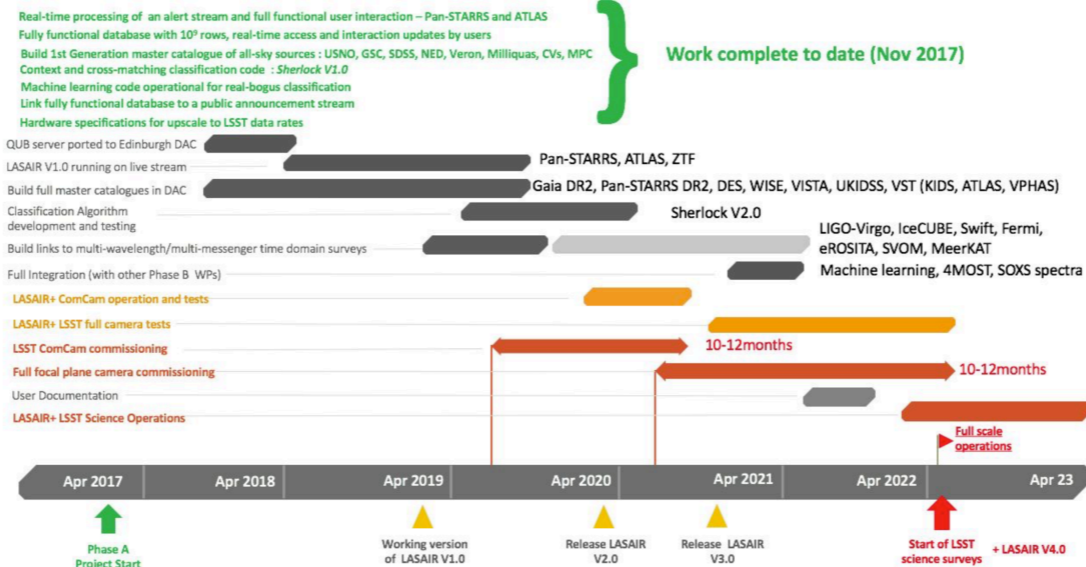 Real-time processing of an alert stream and full functional user interaction – Pan-STARRS and ATLAS
Fully functional database with 10⁹ rows, real-time access and interaction updates by users
Build 1st Generation master catalogue of all-sky sources : USNO, GSC, SDSS, NED, Veron, Milliquas, CVs, MPC
Context and cross-matching classification code : Sherlock V1.0
Machine learning code operational for real-bogus classification
Link fully functional database to a public announcement stream
Hardware specifications for upscale to LSST data rates
Work complete to date (Nov 2017)
QUB server ported to Edinburgh DAC
LASAIR V1.0 running on live stream
Pan-STARRS, ATLAS, ZTF
Build full master catalogues in DAC
Gaia DR2, Pan-STARRS DR2, DES, WISE, VISTA, UKIDSS, VST (KIDS, ATLAS, VPHAS)
Classification Algorithm
development and testing
Sherlock V2.0
Build links to multi-wavelength/multi-messenger time domain surveys
LIGO-Virgo, IceCUBE, Swift, Fermi,
eROSITA, SVOM, MeerKAT
Full Integration (with other Phase B WPs)
Machine learning, 4MOST, SOXS spectra
LASAIR+ ComCam operation and tests
LASAIR+ LSST full camera tests
LSST ComCam commissioning
10-12months
Full focal plane camera commissioning
10-12months
User Documentation
LASAIR+ LSST Science Operations
Full scale
operations
Apr 2017
Apr 2018
Apr 2019
Apr 2020
Apr 2021
Apr 2022
Apr 23
Phase A
Project Start
Working version
of LASAIR V1.0
Release LASAIR
V2.0
Release LASAIR
V3.0
Start of LSST
science surveys
+ LASAIR V4.0